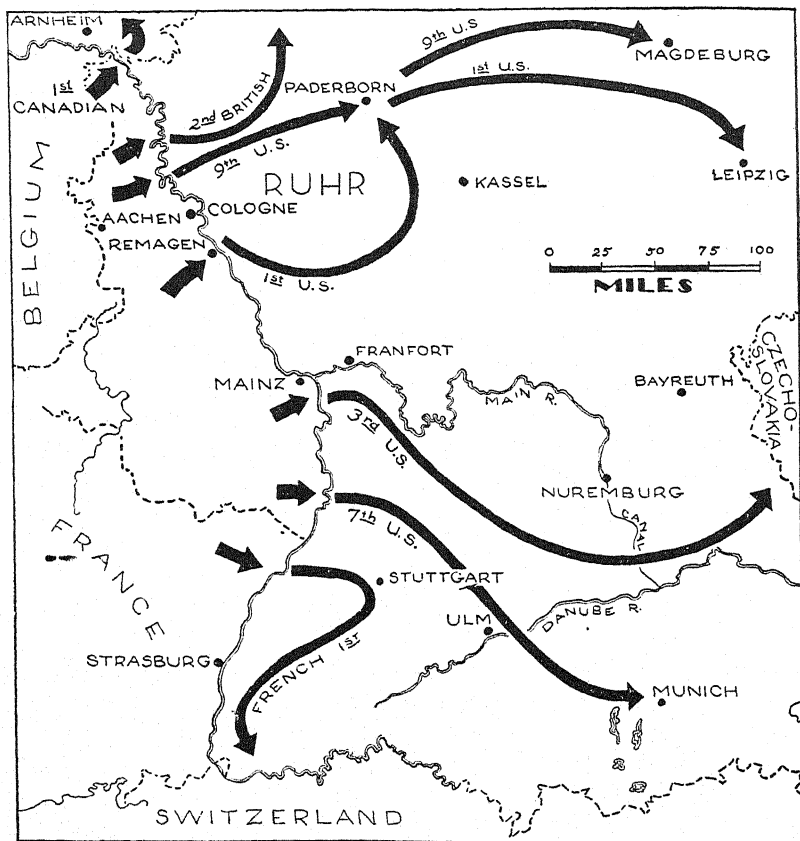 ARNHEIM
9th U.S
MAGDEBURG
1st
CANADIAN
2nd BRITISH
PADERBORN
1st U.S.
9th U.S.
RUHR
KASSEL
LEIPZIG
BELGIUM
AACHEN
COLOGNE
REMAGEN
1st U.S.
0 25 50 75 100
MILES
FRANFORT
MAINZ
MAIN R.
BAYREUTH
CZECHO-
SLOVAKIA
3rd U.S.
NUREMBURG
CANAL
7th U.S.
FRANCE
STUTTGART
DANUBE R.
ULM
FRENCH 1st
STRASBURG
MUNICH
SWITZERLAND